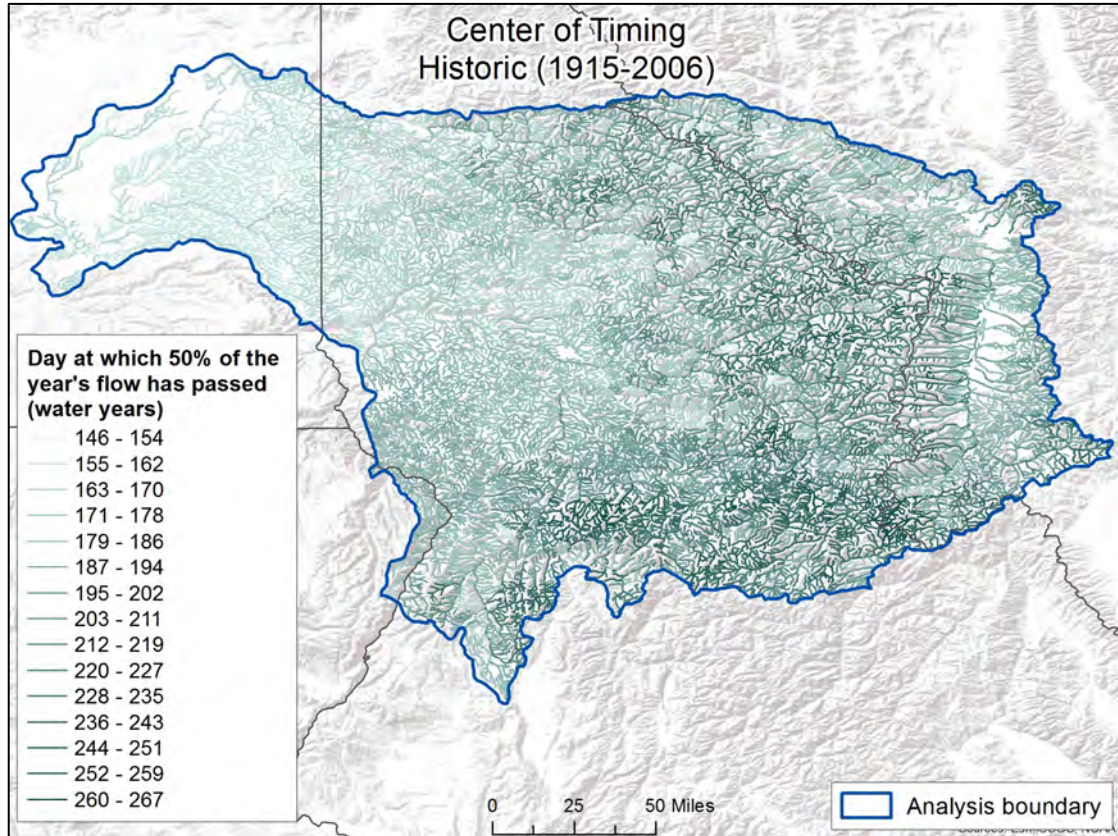 Center of Timing
Historic (1915-2006)
Day at which 50% of the
year's flow has passed
(water years)
146 - 154
155 - 162
163 - 170
171 - 178
179 - 186
187 - 194
195 - 202
203 - 211
212 - 219
220 - 227
228 - 235
236 - 243
244 - 251
252 - 259
260 - 267
0 25 50 Miles
Analysis boundary